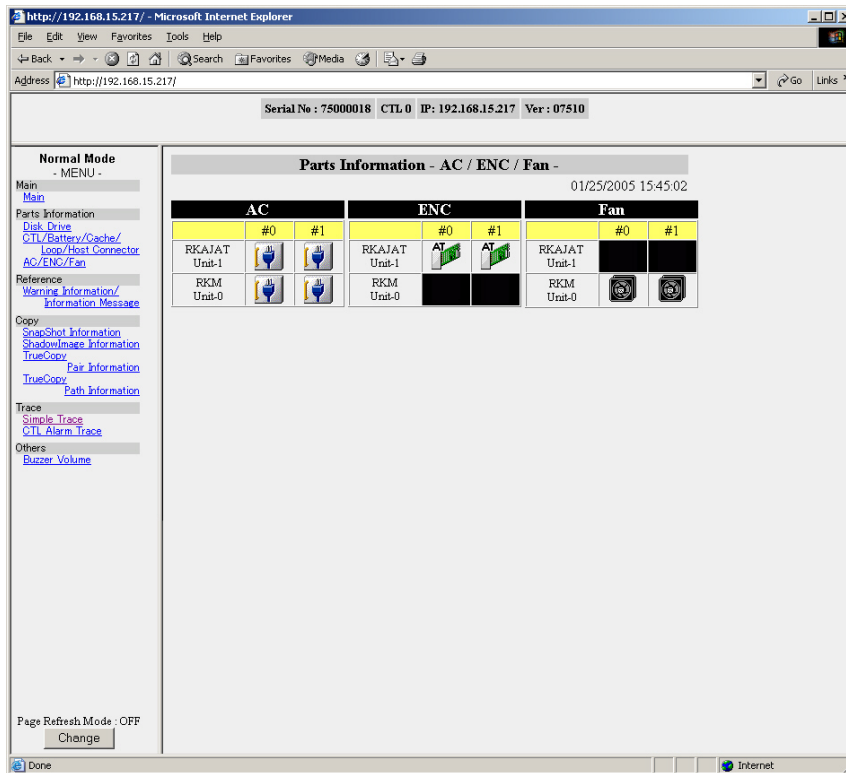 http://192.168.15.217/ - Microsoft Internet Explorer
File Edit View Favorites Tools Help
Back Search Favorites Media
Address http://192.168.15.217/ Go Links
Serial No : 75000018 CTL 0 IP: 192.168.15.217 Ver : 07510
Normal Mode
- MENU -
Main
Main
Parts Information
Disk Drive
CTL/Battery/Cache/
Loop/Host Connector
AC/ENC/Fan
Reference
Warning Information/
Information Message
Copy
SnapShot Information
ShadowImage Information
TrueCopy
Pair Information
TrueCopy
Path Information
Trace
Simple Trace
CTL Alarm Trace
Others
Buzzer Volume
Page Refresh Mode : OFF
Change
Parts Information - AC / ENC / Fan -
01/25/2005 15:45:02
AC ENC Fan
#0 #1 #0 #1 #0 #1
RKAJAT
Unit-1
RKAJAT
Unit-1
AT AT
RKAJAT
Unit-1
RKM
Unit-0
RKM
Unit-0
RKM
Unit-0
Done Internet